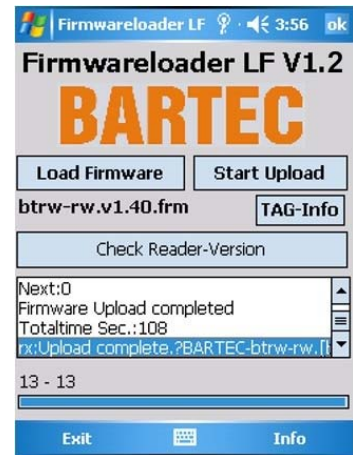 Firmwareloader LF 3:56 ok
Firmwareloader LF V1.2
BARTEC
Load Firmware Start Upload
btrw-rw.v1.40.frm TAG-Info
Check Reader-Version
Next:0
Firmware Upload completed
Totaltime Sec.:108
rx:Upload complete.?BARTEC-btrw-rw.[
13 - 13
Exit Info